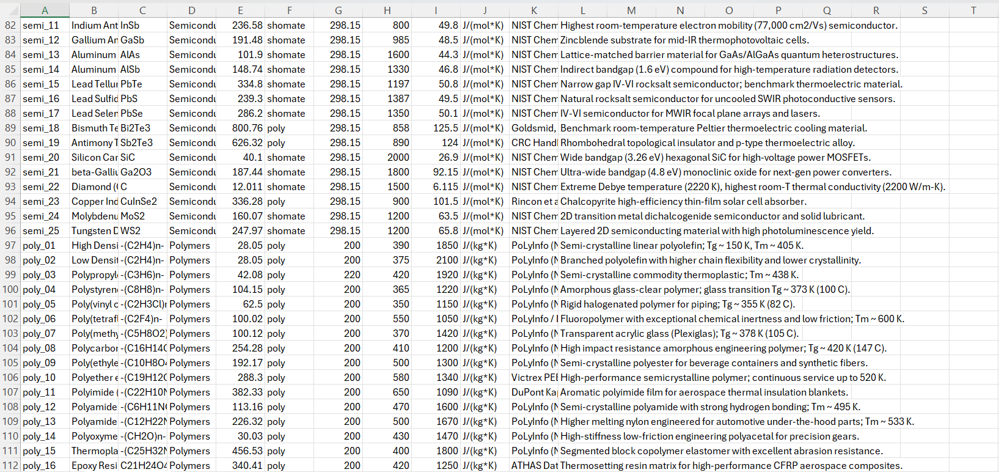 A B C D E F G H I J K L M N O P Q R S T
82 semi_11 Indium Ant InSb Semicondu 236.58 shomate 298.15 800 49.8 J/(mol*K) NIST Chem Highest room-temperature electron mobility (77,000 cm2/Vs) semiconductor.
83 semi_12 Gallium An GaSb Semicondu 191.48 shomate 298.15 985 48.5 J/(mol*K) NIST Chem Zincblende substrate for mid-IR thermophotovoltaic cells.
84 semi_13 Aluminum AlAs Semicondu 101.9 shomate 298.15 1600 44.3 J/(mol*K) NIST Chem Lattice-matched barrier material for GaAs/AlGaAs quantum heterostructures.
85 semi_14 Aluminum AlSb Semicondu 148.74 shomate 298.15 1330 46.8 J/(mol*K) NIST Chem Indirect bandgap (1.6 eV) compound for high-temperature radiation detectors.
86 semi_15 Lead Tellur PbTe Semicondu 334.8 shomate 298.15 1197 50.8 J/(mol*K) NIST Chem Narrow gap IV-VI rocksalt semiconductor; benchmark thermoelectric material.
87 semi_16 Lead Sulfid PbS Semicondu 239.3 shomate 298.15 1387 49.5 J/(mol*K) NIST Chem Natural rocksalt semiconductor for uncooled SWIR photoconductive sensors.
88 semi_17 Lead Selen PbSe Semicondu 286.2 shomate 298.15 1350 50.1 J/(mol*K) NIST Chem IV-VI semiconductor for MWIR focal plane arrays and lasers.
89 semi_18 Bismuth Te Bi2Te3 Semicondu 800.76 poly 298.15 858 125.5 J/(mol*K) Goldsmid, Benchmark room-temperature Peltier thermoelectric cooling material.
90 semi_19 Antimony T Sb2Te3 Semicondu 626.32 poly 298.15 890 124 J/(mol*K) CRC Handl Rhombohedral topological insulator and p-type thermoelectric alloy.
91 semi_20 Silicon Car SiC Semicondu 40.1 shomate 298.15 2000 26.9 J/(mol*K) NIST Chem Wide bandgap (3.26 eV) hexagonal SiC for high-voltage power MOSFETs.
92 semi_21 beta-Galliu Ga2O3 Semicondu 187.44 shomate 298.15 1800 92.15 J/(mol*K) NIST Chem Ultra-wide bandgap (4.8 eV) monoclinic oxide for next-gen power converters.
93 semi_22 Diamond (C C Semicondu 12.011 shomate 298.15 1500 6.115 J/(mol*K) NIST Chem Extreme Debye temperature (2220 K), highest room-T thermal conductivity (2200 W/m-K).
94 semi_23 Copper Ind CuInSe2 Semicondu 336.28 poly 298.15 900 101.5 J/(mol*K) Rincon et a Chalcopyrite high-efficiency thin-film solar cell absorber.
95 semi_24 Molybdenu MoS2 Semicondu 160.07 shomate 298.15 1200 63.5 J/(mol*K) NIST Chem 2D transition metal dichalcogenide semiconductor and solid lubricant.
96 semi_25 Tungsten D WS2 Semicondu 247.97 shomate 298.15 1200 65.8 J/(mol*K) NIST Chem Layered 2D semiconducting material with high photoluminescence yield.
97 poly_01 High Densi -(C2H4)n- Polymers 28.05 poly 200 390 1850 J/(kg*K) PoLyInfo (N Semi-crystalline linear polyolefin; Tg ~ 150 K, Tm ~ 405 K.
98 poly_02 Low Densit -(C2H4)n- Polymers 28.05 poly 200 375 2100 J/(kg*K) PoLyInfo (N Branched polyolefin with higher chain flexibility and lower crystallinity.
99 poly_03 Polypropyl -(C3H6)n- Polymers 42.08 poly 220 420 1920 J/(kg*K) PoLyInfo (N Semi-crystalline commodity thermoplastic; Tm ~ 438 K.
100 poly_04 Polystyren -(C8H8)n- Polymers 104.15 poly 200 365 1220 J/(kg*K) PoLyInfo (N Amorphous glass-clear polymer; glass transition Tg ~ 373 K (100 C).
101 poly_05 Poly(vinyl c -(C2H3Cl)n Polymers 62.5 poly 200 350 1150 J/(kg*K) PoLyInfo (N Rigid halogenated polymer for piping; Tg ~ 355 K (82 C).
102 poly_06 Poly(tetrafl -(C2F4)n- Polymers 100.02 poly 200 550 1050 J/(kg*K) PoLyInfo / Fluoropolymer with exceptional chemical inertness and low friction; Tm ~ 600 K.
103 poly_07 Poly(methy -(C5H8O2) Polymers 100.12 poly 200 370 1420 J/(kg*K) PoLyInfo (N Transparent acrylic glass (Plexiglas); Tg ~ 378 K (105 C).
104 poly_08 Polycarbor -(C16H14O Polymers 254.28 poly 200 410 1200 J/(kg*K) PoLyInfo (N High impact resistance amorphous engineering polymer; Tg ~ 420 K (147 C).
105 poly_09 Poly(ethyle -(C10H8O4 Polymers 192.17 poly 200 500 1300 J/(kg*K) PoLyInfo (N Semi-crystalline polyester for beverage containers and synthetic fibers.
106 poly_10 Polyether e -(C19H12O Polymers 288.3 poly 200 580 1340 J/(kg*K) Victrex PEE High-performance semicrystalline polymer; continuous service up to 520 K.
107 poly_11 Polyimide ( -(C22H10N Polymers 382.33 poly 200 650 1090 J/(kg*K) DuPont Ka Aromatic polyimide film for aerospace thermal insulation blankets.
108 poly_12 Polyamide -(C6H11NO Polymers 113.16 poly 200 470 1600 J/(kg*K) PoLyInfo (N Semi-crystalline polyamide with strong hydrogen bonding; Tm ~ 495 K.
109 poly_13 Polyamide -(C12H22N Polymers 226.32 poly 200 500 1670 J/(kg*K) PoLyInfo (N Higher melting nylon engineered for automotive under-the-hood parts; Tm ~ 533 K.
110 poly_14 Polyoxyme -(CH2O)n- Polymers 30.03 poly 200 430 1470 J/(kg*K) PoLyInfo (N High-stiffness low-friction engineering polyacetal for precision gears.
111 poly_15 Thermopla -(C25H32N Polymers 456.53 poly 200 400 1800 J/(kg*K) PoLyInfo (N Segmented block copolymer elastomer with excellent abrasion resistance.
112 poly_16 Epoxy Resi C21H24O4 Polymers 340.41 poly 200 420 1250 J/(kg*K) ATHAS Dat Thermosetting resin matrix for high-performance CFRP aerospace composites.